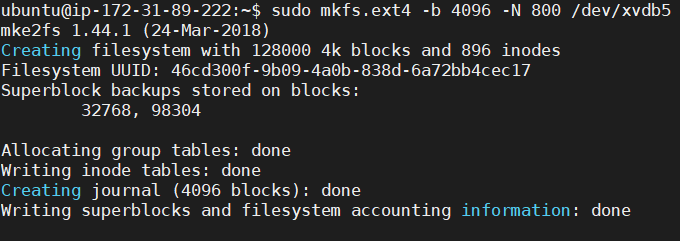 ubuntu@ip-172-31-89-222:~$ sudo mkfs.ext4 -b 4096 -N 800 /dev/xvdb5
mke2fs 1.44.1 (24-Mar-2018)
Creating filesystem with 128000 4k blocks and 896 inodes
Filesystem UUID: 46cd300f-9b09-4a0b-838d-6a72bb4cec17
Superblock backups stored on blocks:
        32768, 98304

Allocating group tables: done
Writing inode tables: done
Creating journal (4096 blocks): done
Writing superblocks and filesystem accounting information: done